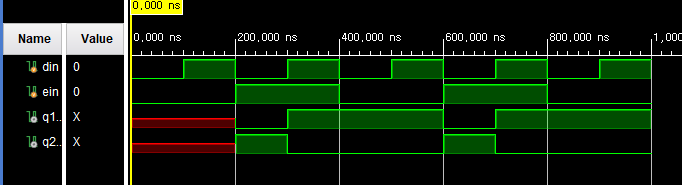 0,000 ns
Name Value 0,000 ns 200,000 ns 400,000 ns 600,000 ns 800,000 ns 1,00
din 0
ein 0
q1.. X
q2.. X